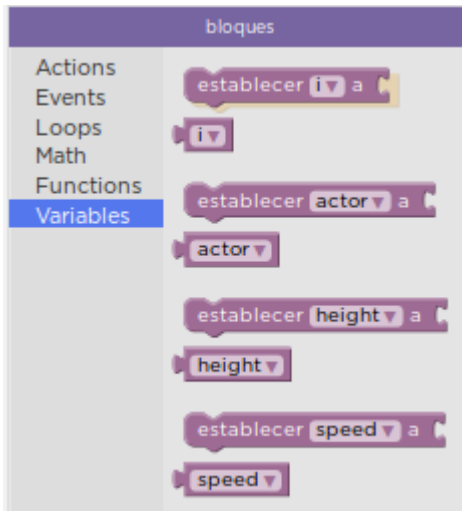 bloques
Actions
Events
Loops
Math
Functions
Variables
establecer i a
i
establecer actor a
actor
establecer height a
height
establecer speed a
speed